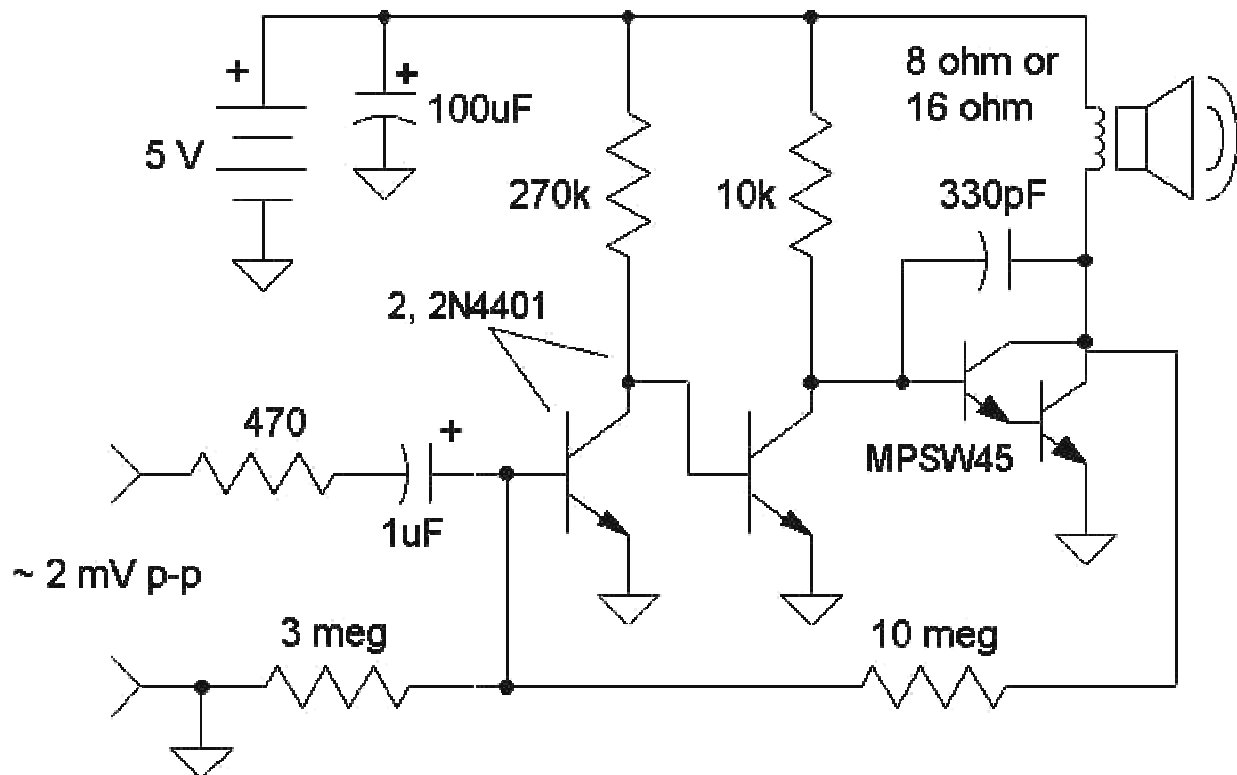 8 ohm or
16 ohm
+
+
100uF
5 V
270k
10k
330pF
2, 2N4401
470
+
1uF
MPSW45
~ 2 mV p-p
3 meg
10 meg